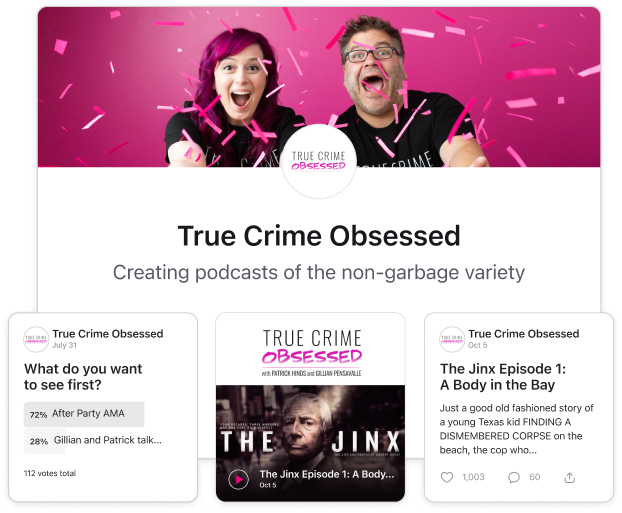 TRUE CRIME
OBSESSED
True Crime Obsessed
Creating podcasts of the non-garbage variety
TRUE CRIME
OBSESSED
True Crime Obsessed
July 31
What do you want
to see first?
72% After Party AMA
28% Gillian and Patrick talk...
112 votes total
TRUE CRIME
OBSESSED
with PATRICK HINDS and GILLIAN PENSAVALLE
THE JINX
The Jinx Episode 1: A Body...
Oct 5
TRUE CRIME
OBSESSED
True Crime Obsessed
Oct 5
The Jinx Episode 1:
A Body in the Bay
Just a good old fashioned story of
a young Texas kid FINDING A
DISMEMBERED CORPSE on the
beach, the cop who...
1,003
60